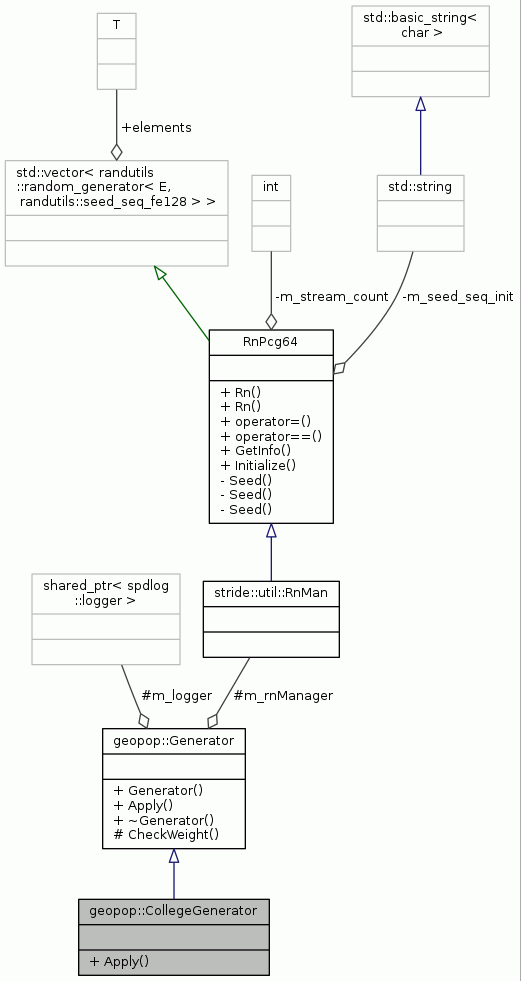 T
std::basic_string<
char >
+elements
std::vector< randutils
::random_generator< E,
randutils::seed_seq_fe128 > >
int
std::string
-m_stream_count
-m_seed_seq_init
RnPcg64
+ Rn()
+ Rn()
+ operator=()
+ operator==()
+ GetInfo()
+ Initialize()
- Seed()
- Seed()
- Seed()
shared_ptr< spdlog
::logger >
stride::util::RnMan
#m_logger
#m_rnManager
geopop::Generator
+ Generator()
+ Apply()
+ ~Generator()
# CheckWeight()
geopop::CollegeGenerator
+ Apply()